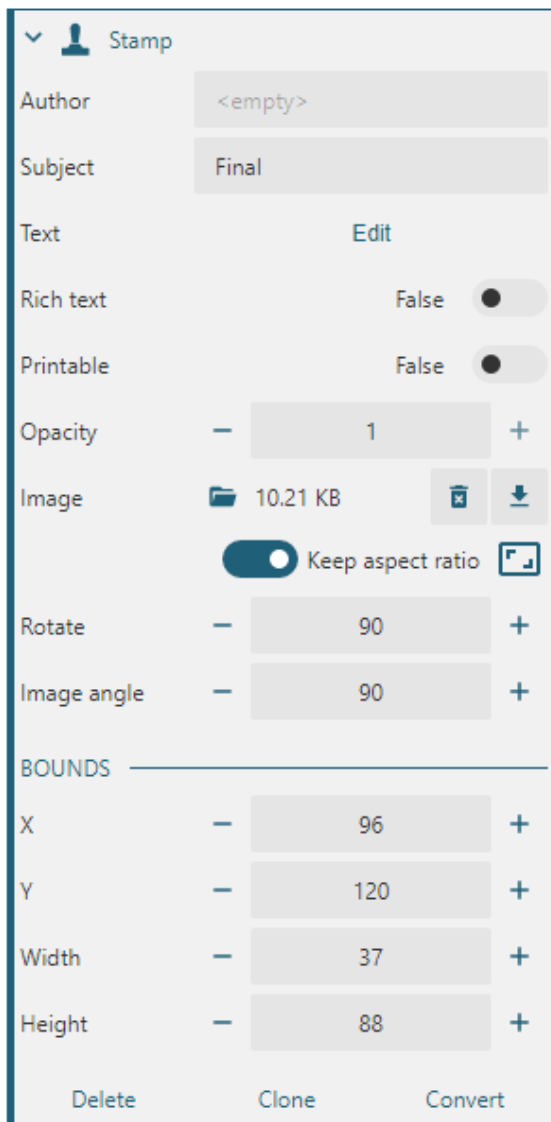 Stamp
Author <empty>
Subject Final
Text Edit
Rich text False
Printable False
Opacity − 1 +
Image 10.21 KB
Keep aspect ratio
Rotate − 90 +
Image angle − 90 +
BOUNDS
X − 96 +
Y − 120 +
Width − 37 +
Height − 88 +
Delete Clone Convert